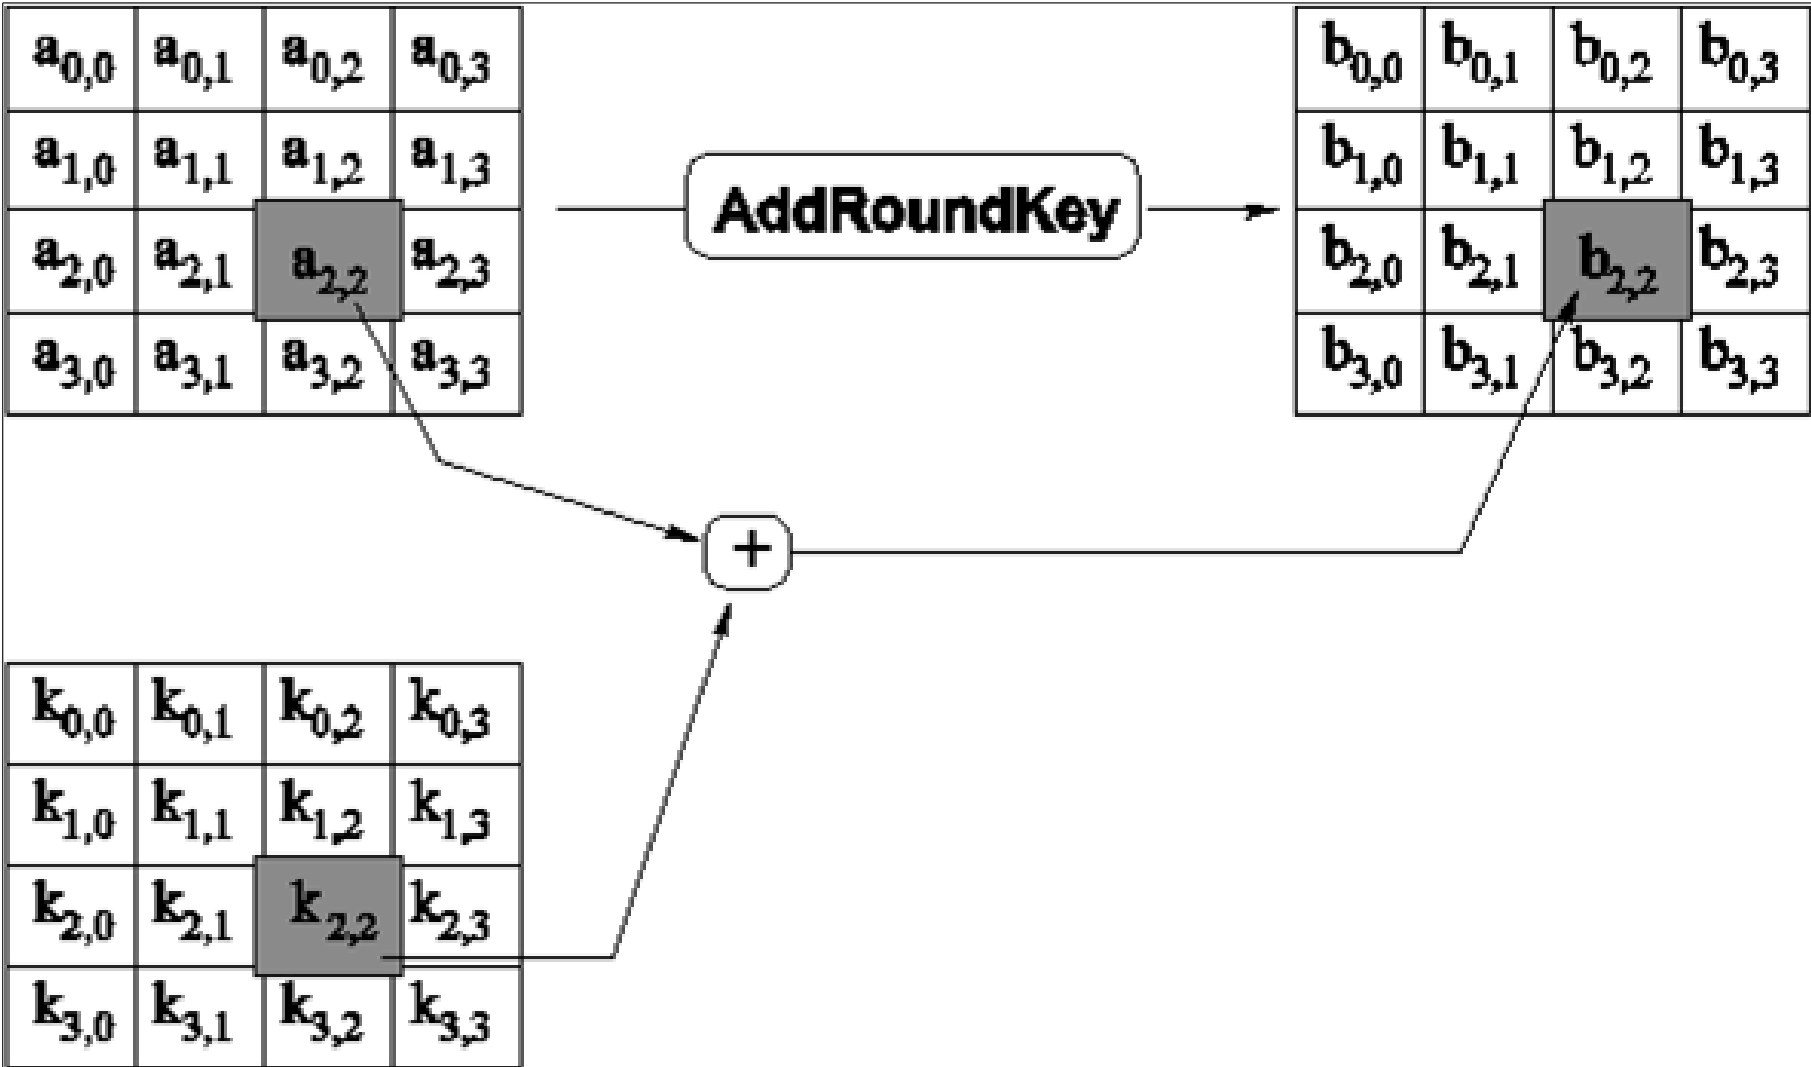 a0,0 a0,1 a0,2 a0,3
a1,0 a1,1 a1,2 a1,3
a2,0 a2,1 a2,2 a2,3
a3,0 a3,1 a3,2 a3,3
AddRoundKey
b0,0 b0,1 b0,2 b0,3
b1,0 b1,1 b1,2 b1,3
b2,0 b2,1 b2,2 b2,3
b3,0 b3,1 b3,2 b3,3
+
k0,0 k0,1 k0,2 k0,3
k1,0 k1,1 k1,2 k1,3
k2,0 k2,1 k2,2 k2,3
k3,0 k3,1 k3,2 k3,3